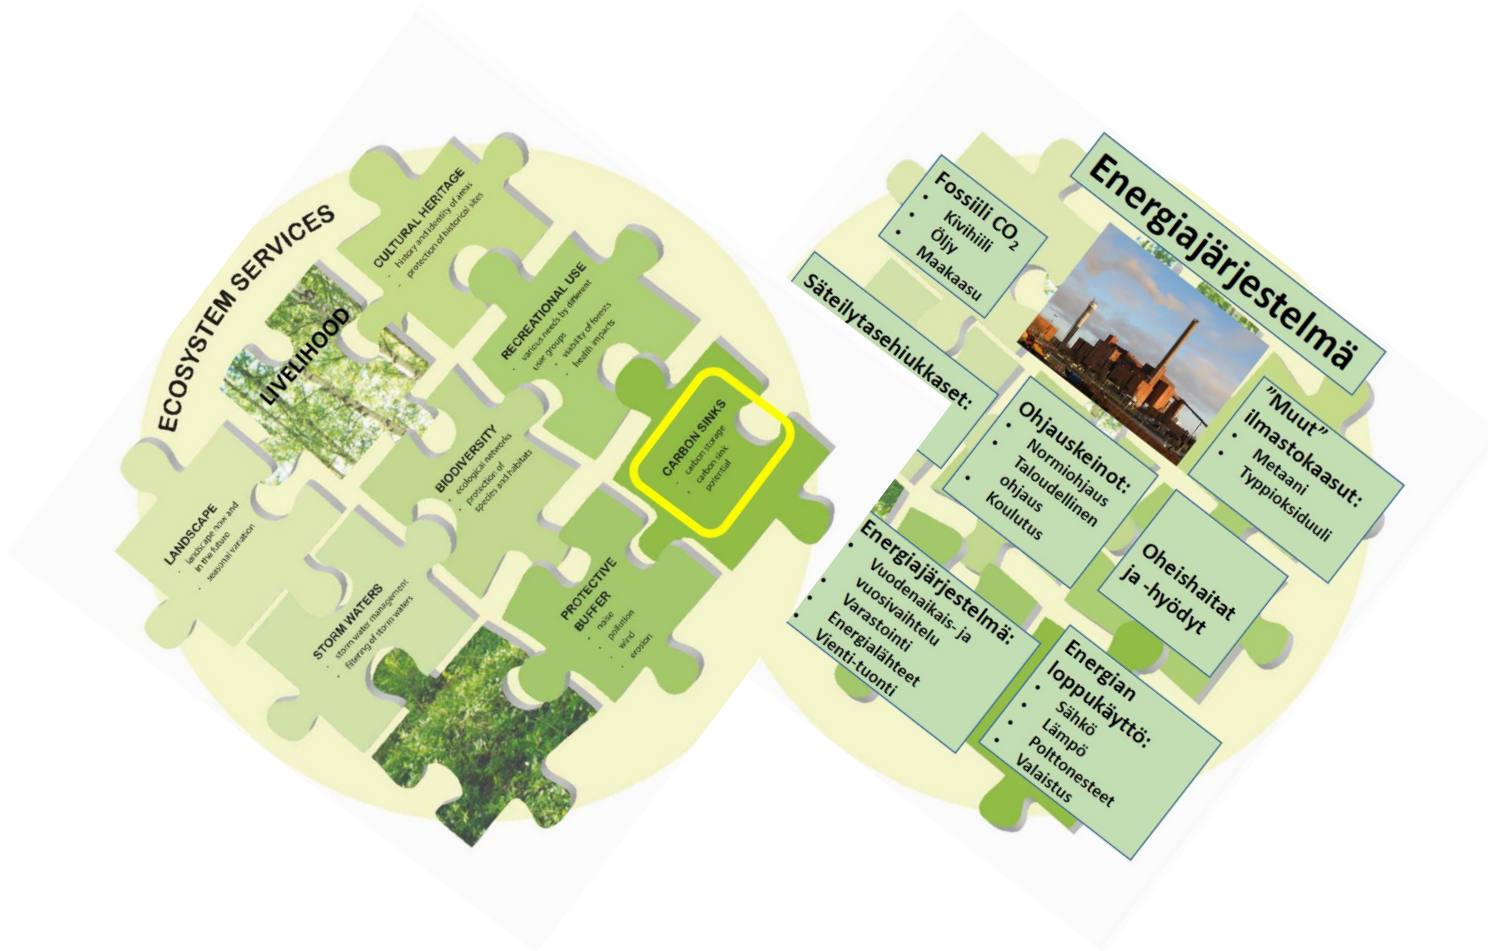 ECOSYSTEM SERVICES
CULTURAL HERITAGE
· history and identity of areas
· protection of historical sites
LIVELIHOOD
RECREATIONAL USE
· various needs by different
user groups
· viability of forests
· health impacts
CARBON SINKS
· carbon storage
· carbon sink
potential
BIODIVERSITY
· ecological networks
· protection of
species and habitats
LANDSCAPE
· landscape now and
in the future
· seasonal variation
STORM WATERS
· storm water management
· filtering of storm waters
PROTECTIVE
BUFFER
· noise
· pollution
· wind
· erosion
Energiajärjestelmä
Fossiili CO2
• Kivihiili
• Öljy
• Maakaasu
Säteilytasehiukkaset:
Ohjauskeinot:
• Normiohjaus
• Taloudellinen
ohjaus
• Koulutus
”Muut”
ilmastokaasut:
• Metaani
• Typpioksiduuli
Oheishaitat
ja -hyödyt
Energiajärjestelmä:
• Vuodenaikais- ja
vuosivaihtelu
• Varastointi
• Energialähteet
• Vienti-tuonti
Energian
loppukäyttö:
• Sähkö
• Lämpö
• Polttonesteet
• Valaistus